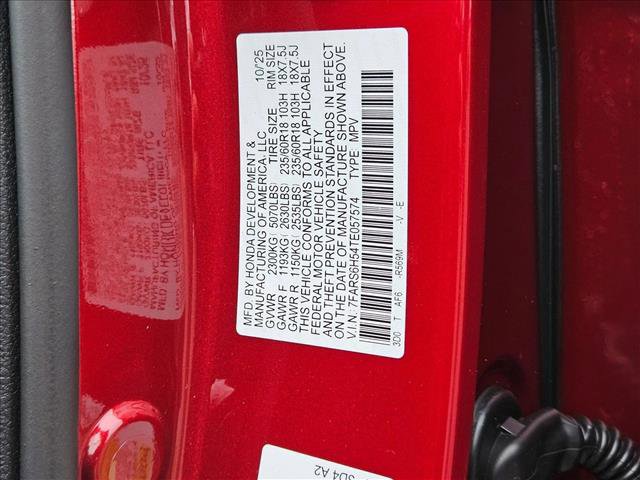 MFD. BY HONDA DEVELOPMENT & 10/'25
MANUFACTURING OF AMERICA, LLC
GVWR 2300KG( 5070LBS) TIRE SIZE RIM SIZE
GAWR F 1193KG( 2630LBS) 235/60R18 103H 18X7.5J
GAWR R 1150KG( 2535LBS) 235/60R18 103H 18X7.5J
THIS VEHICLE CONFORMS TO ALL APPLICABLE
FEDERAL MOTOR VEHICLE SAFETY
AND THEFT PREVENTION STANDARDS IN EFFECT
ON THE DATE OF MANUFACTURE SHOWN ABOVE.
V.I.N. 7FARS6H54TE057574 TYPE: MPV
3D0 T AF6 -R569M -V -E